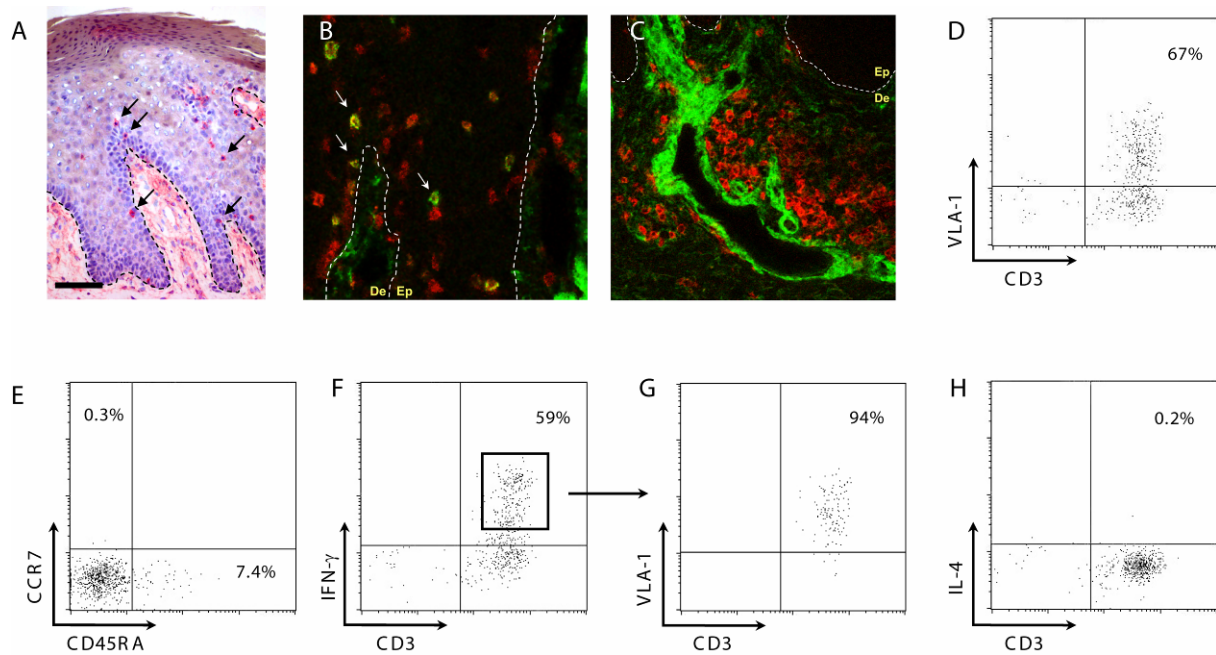 A
B
C
D
Ep
De
De Ep
67%
VLA-1
CD3
E
F
G
H
0.3%
7.4%
CCR7
CD45RA
59%
IFN-γ
CD3
94%
VLA-1
CD3
0.2%
IL-4
CD3